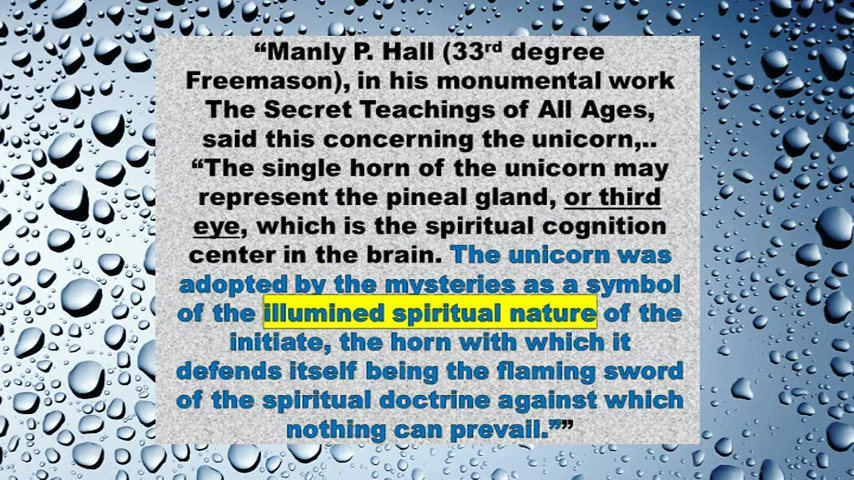 “Manly P. Hall (33rd degree
Freemason), in his monumental work
The Secret Teachings of All Ages,
said this concerning the unicorn,..
“The single horn of the unicorn may
represent the pineal gland, or third
eye, which is the spiritual cognition
center in the brain. The unicorn was
adopted by the mysteries as a symbol
of the illumined spiritual nature of the
initiate, the horn with which it
defends itself being the flaming sword
of the spiritual doctrine against which
nothing can prevail.””